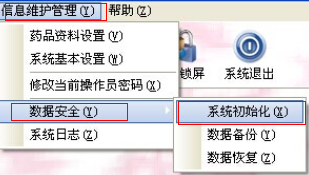 信息维护管理(Y) 帮助(Z)
药品资料设置(V)
系统基本设置(W)
锁屏 系统退出
修改当前操作员密码(X)
数据安全(Y) 系统初始化(X)
数据备份(Y)
系统日志(Z)
数据恢复(Z)